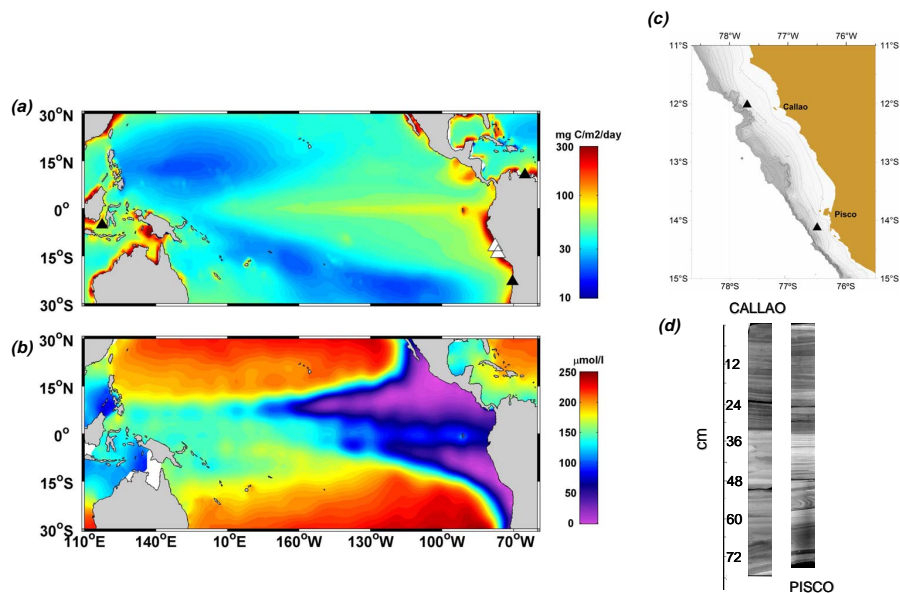 (a)
30°N
15°N
0°
15°S
30°S
mg C/m2/day
300
100
30
10
(b)
30°N
15°N
0°C
15°S
30°S
110°E
140°E
10°E
160°W
130°W
100°W
70°W
μmol/l
250
200
150
100
50
0
(c)
78°W 77°W 76°W
11°S 11°S
12°S 12°S
13°S 13°S
14°S 14°S
15°S 15°S
78°W 77°W 76°W
Callao
Pisco
(d)
CALLAO
cm
12
24
36
48
60
72
PISCO